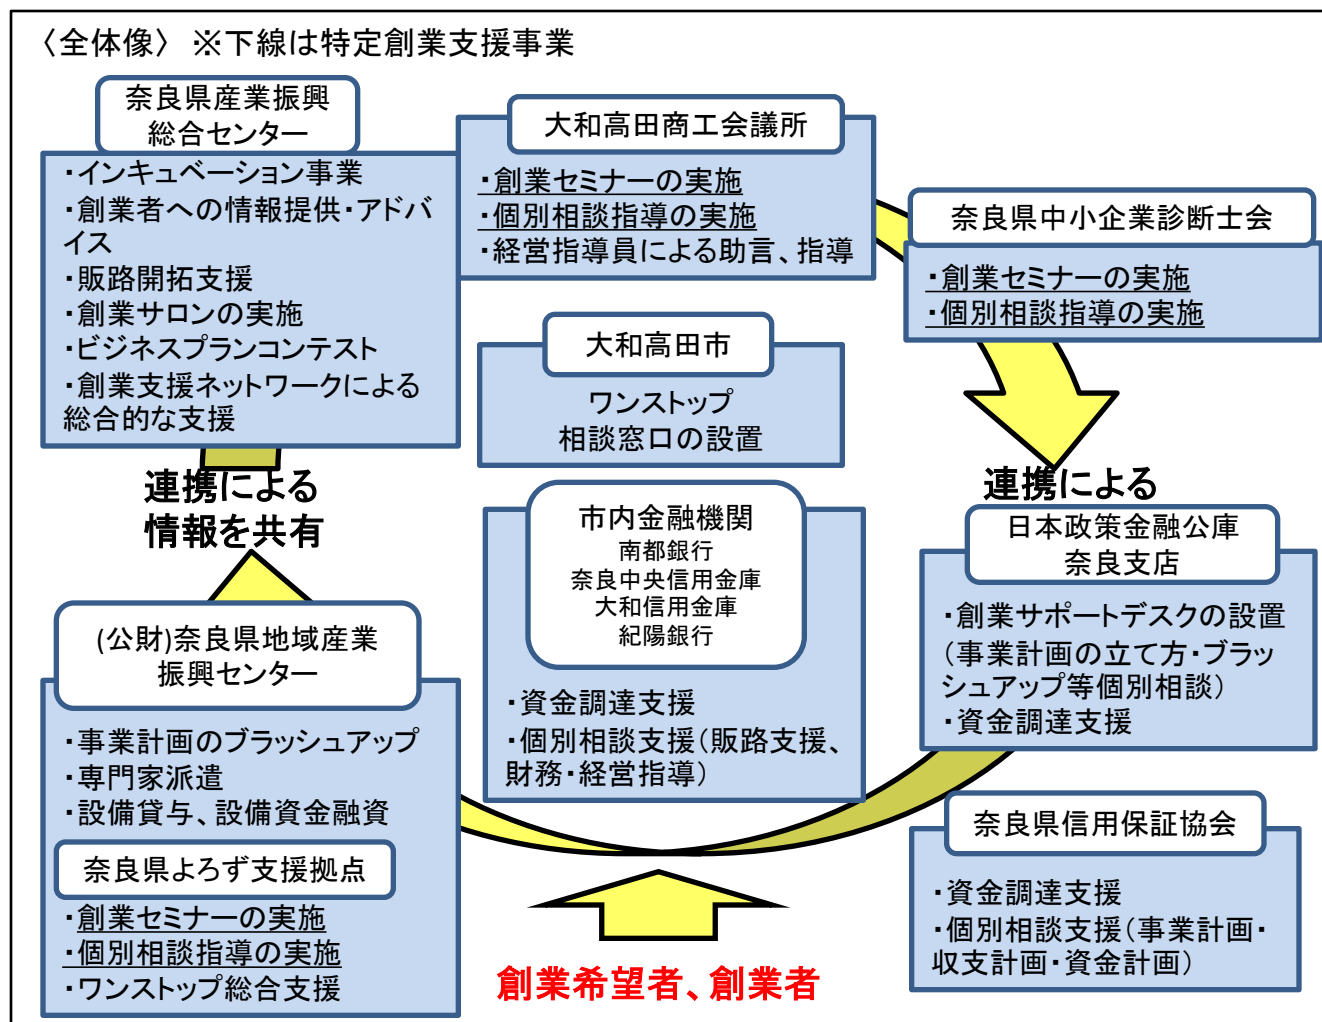 〈全体像〉 ※下線は特定創業支援事業
奈良県産業振興
総合センター
・インキュベーション事業
・創業者への情報提供・アドバ
イス
・販路開拓支援
・創業サロンの実施
・ビジネスプランコンテスト
・創業支援ネットワークによる
総合的な支援
大和高田商工会議所
・創業セミナーの実施
・個別相談指導の実施
・経営指導員による助言、指導
奈良県中小企業診断士会
・創業セミナーの実施
・個別相談指導の実施
大和高田市
ワンストップ
相談窓口の設置
連携による
情報を共有
連携による
市内金融機関
南都銀行
奈良中央信用金庫
大和信用金庫
紀陽銀行
・資金調達支援
・個別相談支援（販路支援、
財務・経営指導）
日本政策金融公庫
奈良支店
・創業サポートデスクの設置
（事業計画の立て方・ブラッ
シュアップ等個別相談）
・資金調達支援
(公財)奈良県地域産業
振興センター
・事業計画のブラッシュアップ
・専門家派遣
・設備貸与、設備資金融資
奈良県よろず支援拠点
・創業セミナーの実施
・個別相談指導の実施
・ワンストップ総合支援
奈良県信用保証協会
・資金調達支援
・個別相談支援（事業計画・
収支計画・資金計画）
創業希望者、創業者